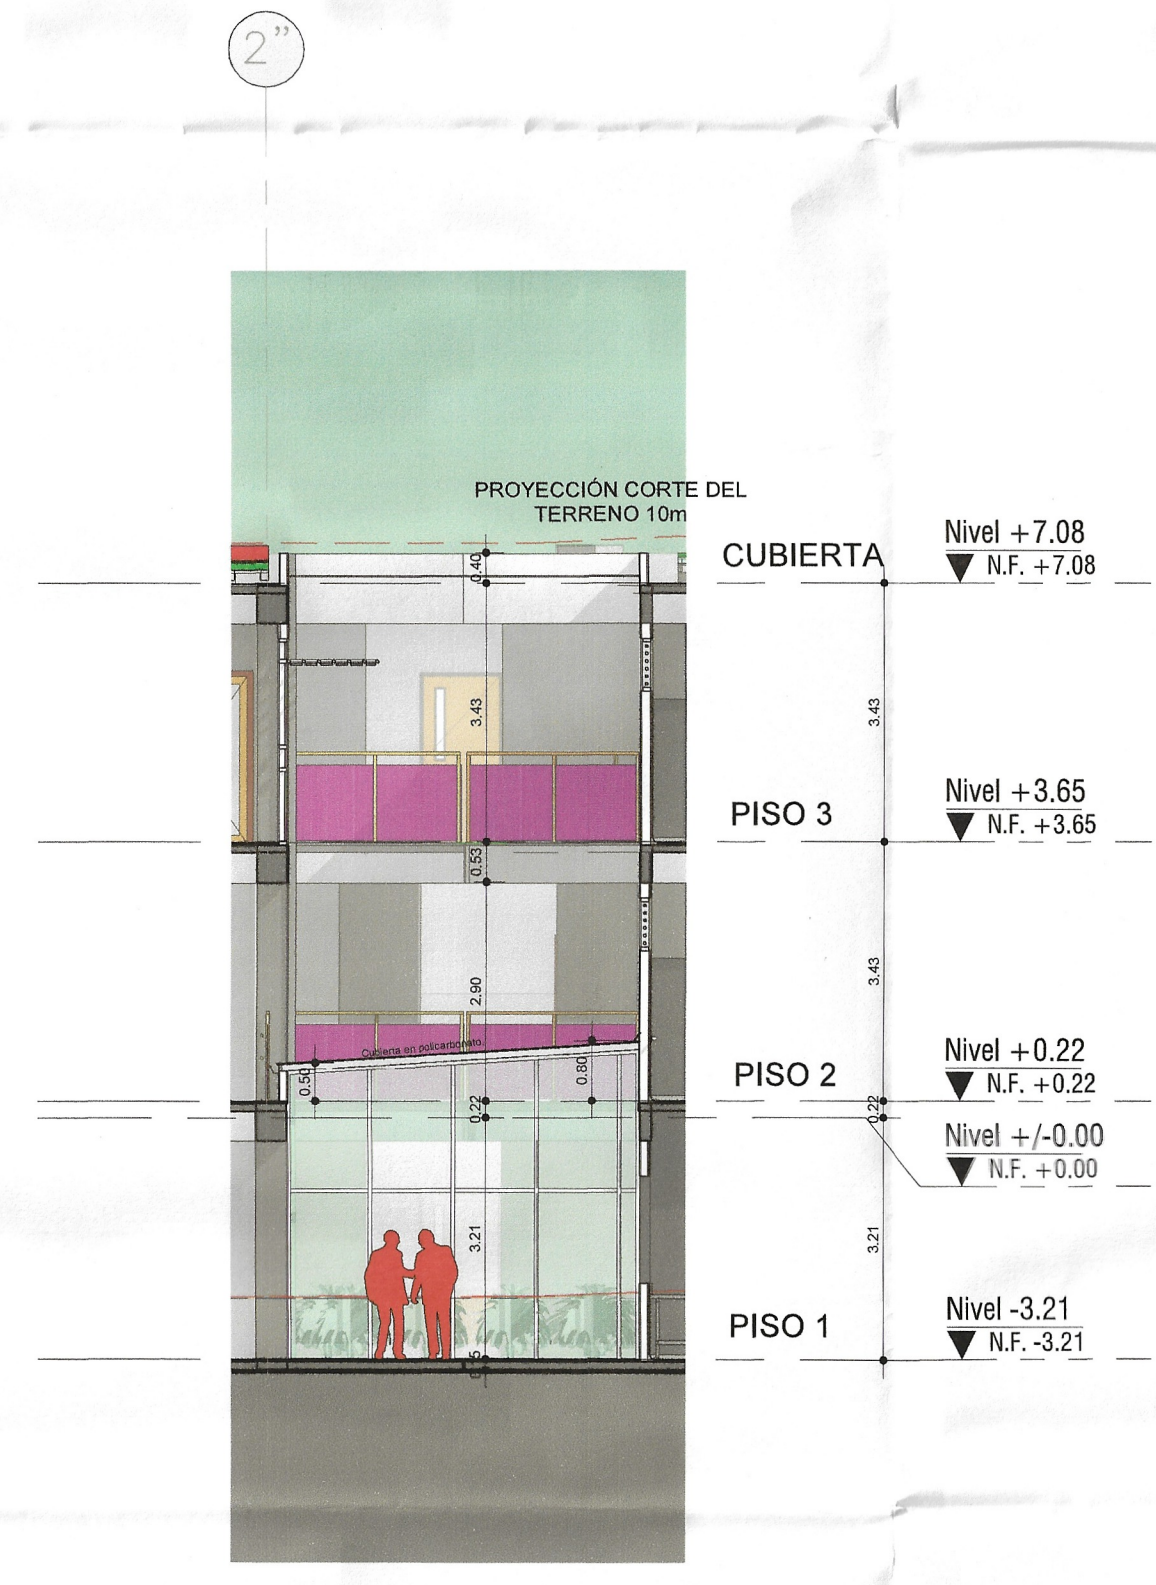 2”
PROYECCIÓN CORTE DEL
TERRENO 10m
CUBIERTA
Nivel +7.08
N.F. +7.08
0.40
3.43
3.43
PISO 3
Nivel +3.65
N.F. +3.65
0.53
2.90
3.43
Cubierta en policarbonato.
0.50
0.80
PISO 2
Nivel +0.22
N.F. +0.22
0.22
0.22
Nivel +/-0.00
N.F. +0.00
3.21
3.21
PISO 1
Nivel -3.21
N.F. -3.21